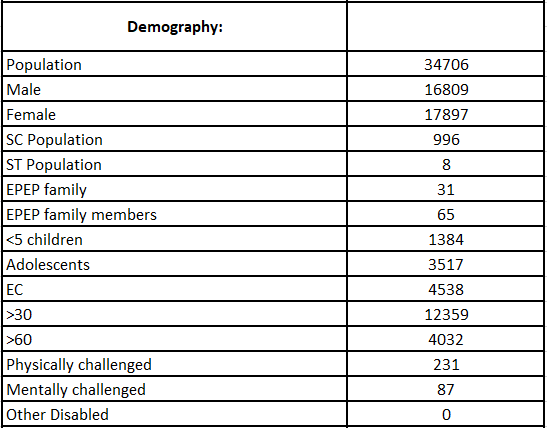 Demography:
Population 34706
Male 16809
Female 17897
SC Population 996
ST Population 8
EPEP family 31
EPEP family members 65
<5 children 1384
Adolescents 3517
EC 4538
>30 12359
>60 4032
Physically challenged 231
Mentally challenged 87
Other Disabled 0